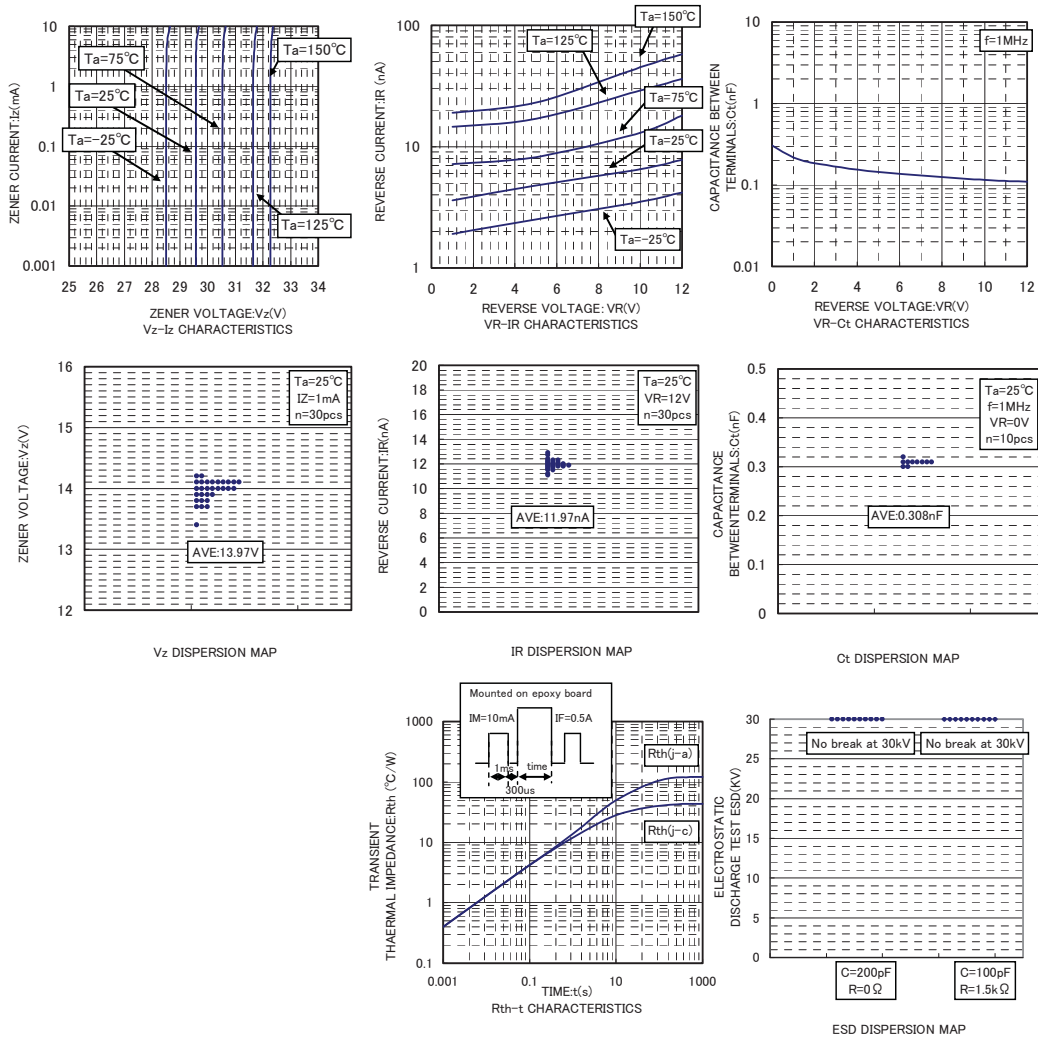 10
1
0.1
0.01
0.001
25 26 27 28 29 30 31 32 33 34
ZENER CURRENT:Iz(mA)
Ta=75℃
Ta=25℃
Ta=-25℃
Ta=150℃
Ta=125℃
ZENER VOLTAGE:Vz(V)
Vz-Iz CHARACTERISTICS
100
10
1
0 2 4 6 8 10 12
REVERSE CURRENT:IR (nA)
Ta=150℃
Ta=125℃
Ta=75℃
Ta=25℃
Ta=-25℃
REVERSE VOLTAGE: VR(V)
VR-IR CHARACTERISTICS
10
1
0.1
0.01
0 2 4 6 8 10 12
CAPACITANCE BETWEEN
TERMINALS:Ct(nF)
f=1MHz
REVERSE VOLTAGE:VR(V)
VR-Ct CHARACTERISTICS
16
15
14
13
12
ZENER VOLTAGE:Vz(V)
Ta=25℃
IZ=1mA
n=30pcs
AVE:13.97V
Vz DISPERSION MAP
20
18
16
14
12
10
8
6
4
2
0
REVERSE CURRENT:IR(nA)
Ta=25℃
VR=12V
n=30pcs
AVE:11.97nA
IR DISPERSION MAP
0.5
0.4
0.3
0.2
0.1
0
CAPACITANCE
BETWEENTERMINALS:Ct(nF)
Ta=25℃
f=1MHz
VR=0V
n=10pcs
AVE:0.308nF
Ct DISPERSION MAP
1000
100
10
1
0.1
0.001 0.1 10 1000
TRANSIENT
THAERMAL IMPEDANCE:Rth (℃/W)
Mounted on epoxy board
IM=10mA IF=0.5A
1ms time
300us
Rth(j-a)
Rth(j-c)
TIME:t(s)
Rth-t CHARACTERISTICS
30
25
20
15
10
5
0
ELECTROSTATIC
DISCHARGE TEST ESD(KV)
No break at 30kV No break at 30kV
C=200pF
R=0Ω
C=100pF
R=1.5kΩ
ESD DISPERSION MAP